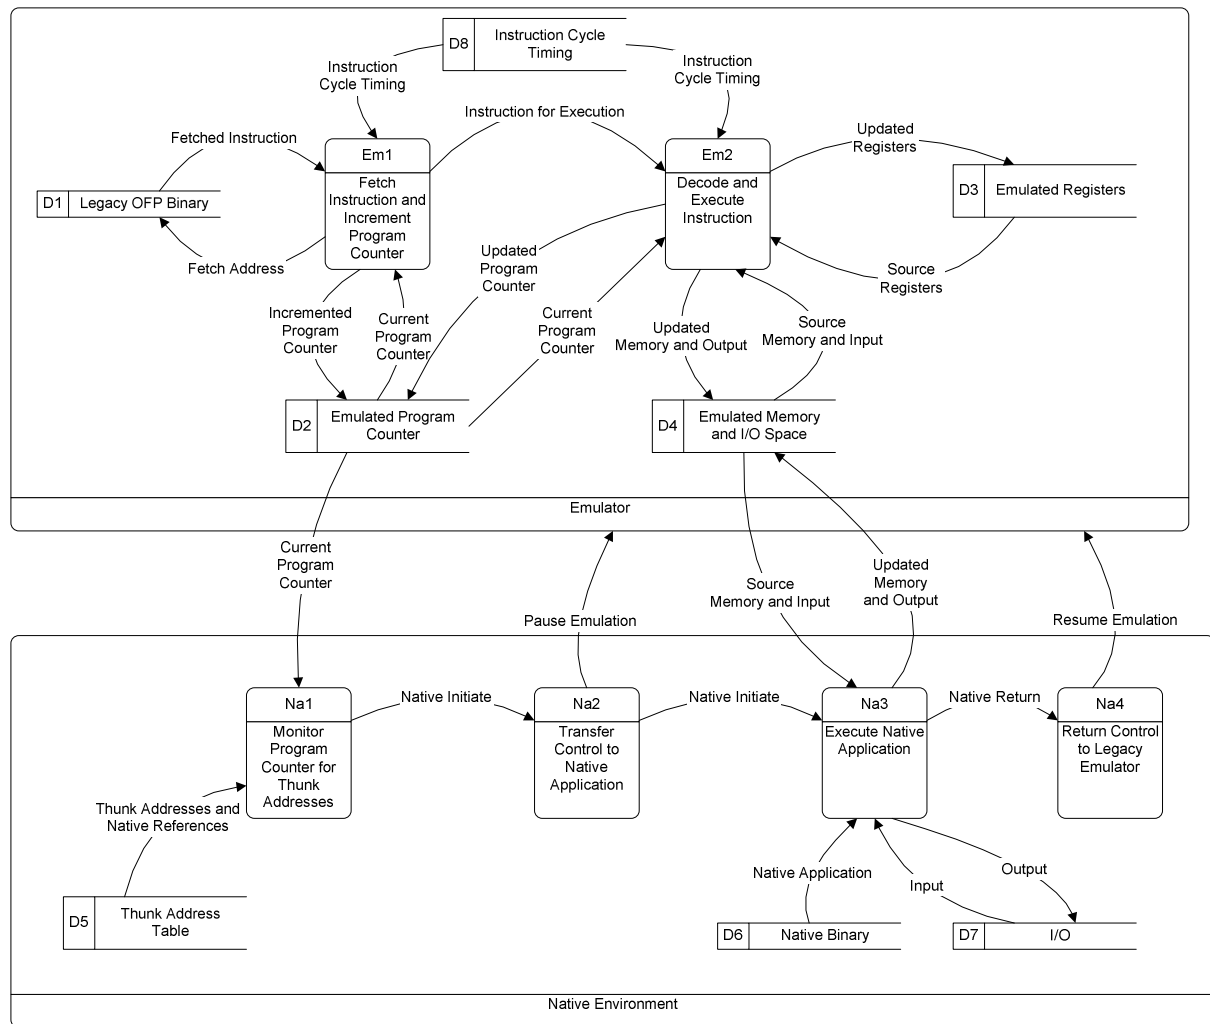 D8
Instruction Cycle
Timing
Instruction
Cycle Timing
Instruction
Cycle Timing
Instruction for Execution
Fetched Instruction
Em1
Fetch
Instruction and
Increment
Program
Counter
Em2
Decode and
Execute
Instruction
Updated
Registers
D1
Legacy OFP Binary
D3
Emulated Registers
Fetch Address
Updated
Program
Counter
Source
Registers
Incremented
Program
Counter
Current
Program
Counter
Current
Program
Counter
Updated
Memory and Output
Source
Memory and Input
D2
Emulated Program
Counter
D4
Emulated Memory
and I/O Space
Emulator
Current
Program
Counter
Pause Emulation
Source
Memory and Input
Updated
Memory
and Output
Resume Emulation
Na1
Monitor
Program
Counter for
Thunk
Addresses
Native Initiate
Na2
Transfer
Control to
Native
Application
Native Initiate
Na3
Execute Native
Application
Native Return
Na4
Return Control
to Legacy
Emulator
Thunk Addresses and
Native References
Native Application
Input
Output
D5
Thunk Address
Table
D6
Native Binary
D7
I/O
Native Environment